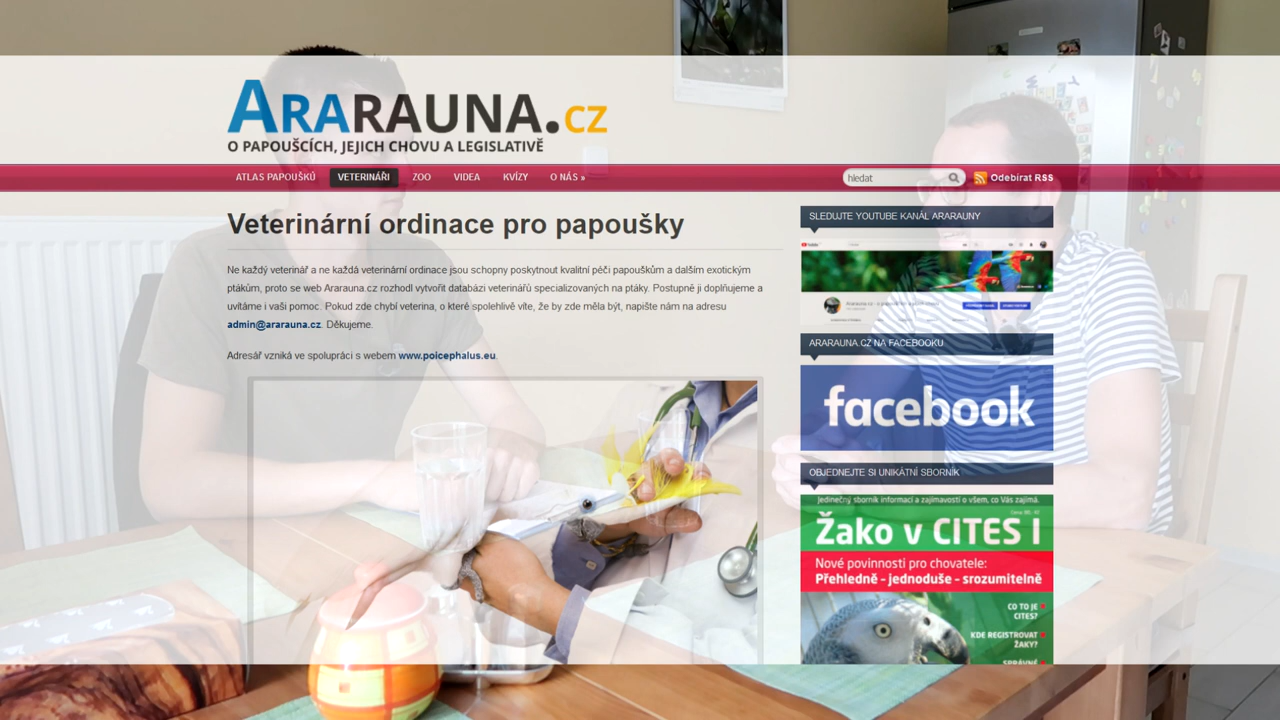 ARARAUNA.CZ
O PAPOUŠCÍCH, JEJICH CHOVU A LEGISLATIVĚ
ATLAS PAPOUŠKŮ VETERINÁŘI ZOO VIDEA KVÍZY O NÁS »
hledat
Odebírat RSS
Veterinární ordinace pro papoušky
Ne každý veterinář a ne každá veterinární ordinace jsou schopny poskytnout kvalitní péči papouškům a dalším exotickým
ptákům, proto se web Ararauna.cz rozhodl vytvořit databázi veterinářů specializovaných na ptáky. Postupně ji doplňujeme a
uvítáme i vaši pomoc. Pokud zde chybí veterina, o které spolehlivě víte, že by zde měla být, napište nám na adresu
admin@ararauna.cz. Děkujeme.
Adresář vzniká ve spolupráci s webem www.poicephalus.eu.
SLEDUJTE YOUTUBE KANÁL ARARAUNY
ARARAUNA.CZ NA FACEBOOKU
facebook
OBJEDNEJTE SI UNIKÁTNÍ SBORNÍK
Jedinečný sborník informací a zajímavostí o všem, co Vás zajímá.
Žako v CITES I
Nové povinnosti pro chovatele:
Přehledně - jednoduše - srozumitelně
CO TO JE
CITES?
KDE REGISTROVAT
ŽAKY?
SPRÁVNÉ